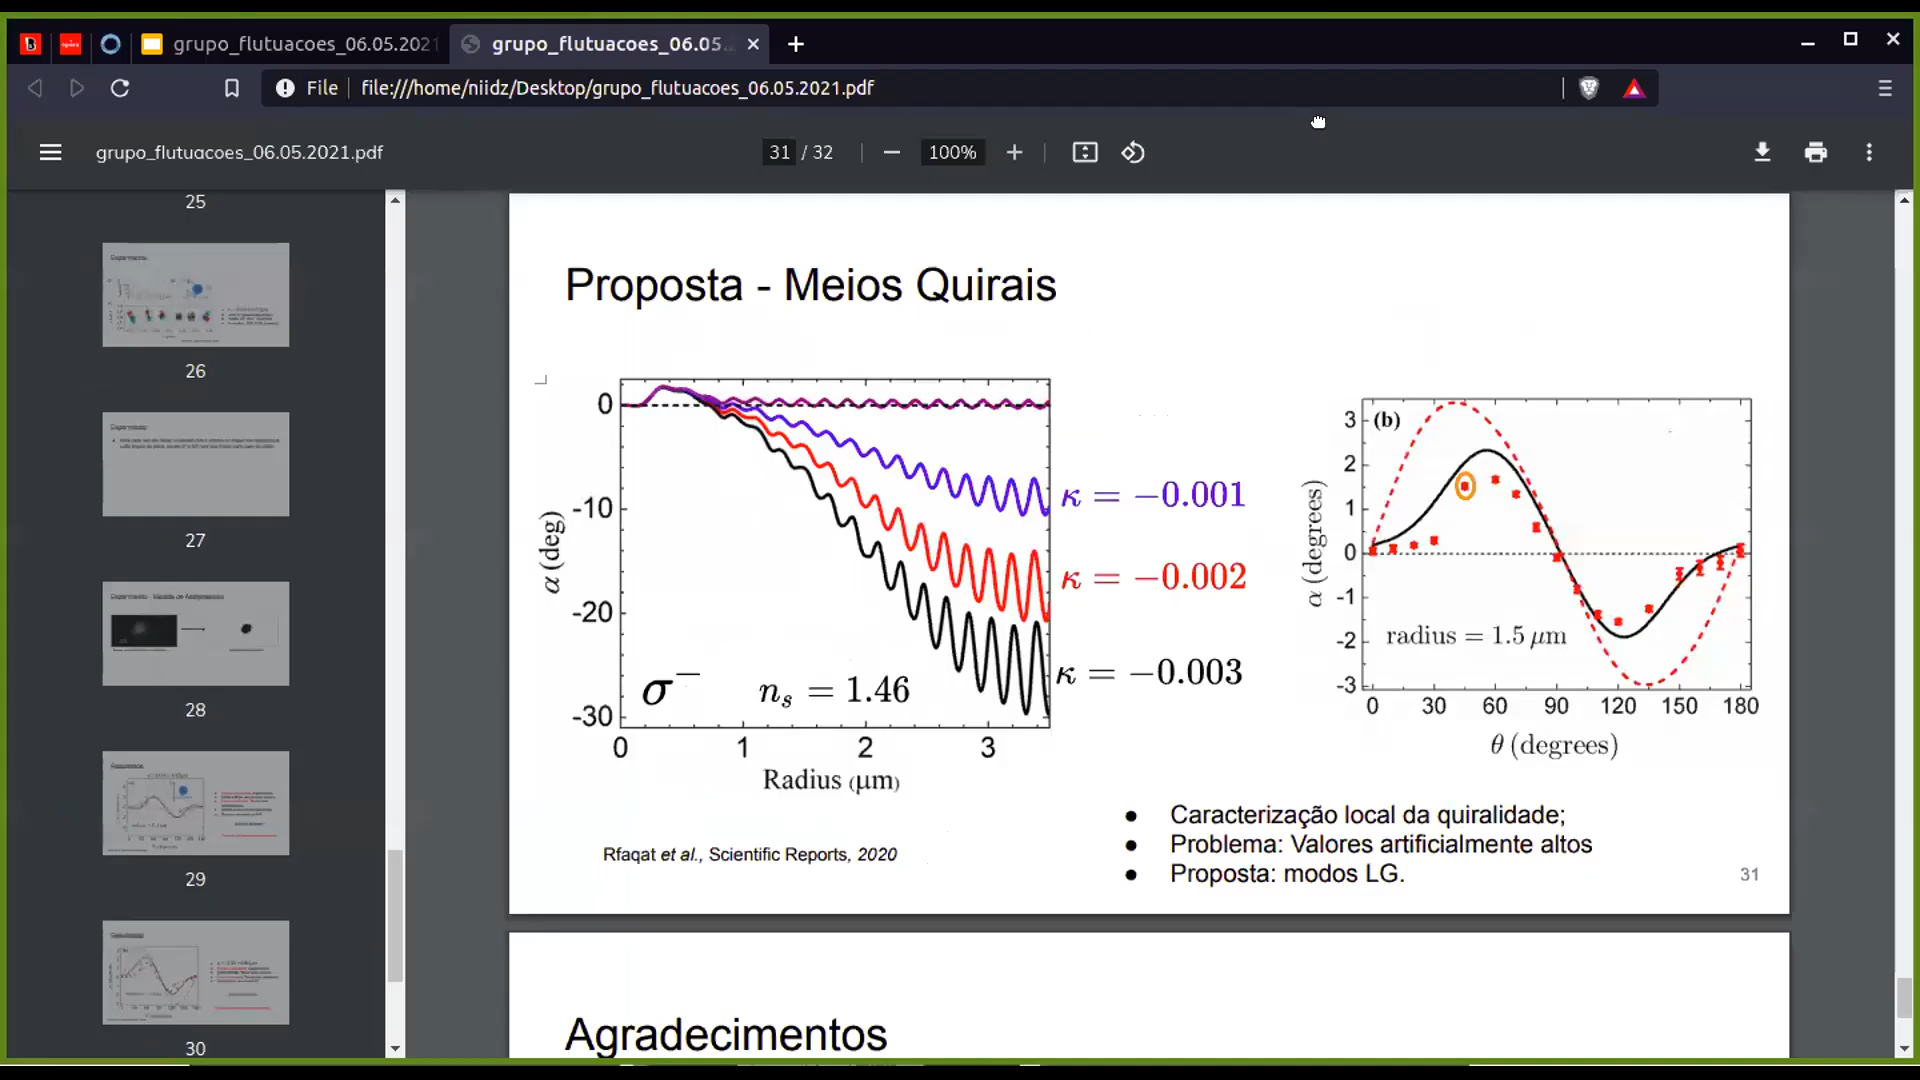 grupo_flutuacoes_06.05.2021
grupo_flutuacoes_06.05.
File
file:///home/niidz/Desktop/grupo_flutuacoes_06.05.2021.pdf
grupo_flutuacoes_06.05.2021.pdf
31 / 32
100%
25
26
27
28
29
30
Proposta - Meios Quirais
0
-10
-20
-30
α (deg)
σ⁻
nₛ = 1.46
0 1 2 3
Radius (μm)
κ = −0.001
κ = −0.002
κ = −0.003
(b)
3
2
1
0
-1
-2
-3
α (degrees)
radius = 1.5 μm
0 30 60 90 120 150 180
θ (degrees)
Rfaqat et al., Scientific Reports, 2020
● Caracterização local da quiralidade;
● Problema: Valores artificialmente altos
● Proposta: modos LG.
31
Agradecimentos